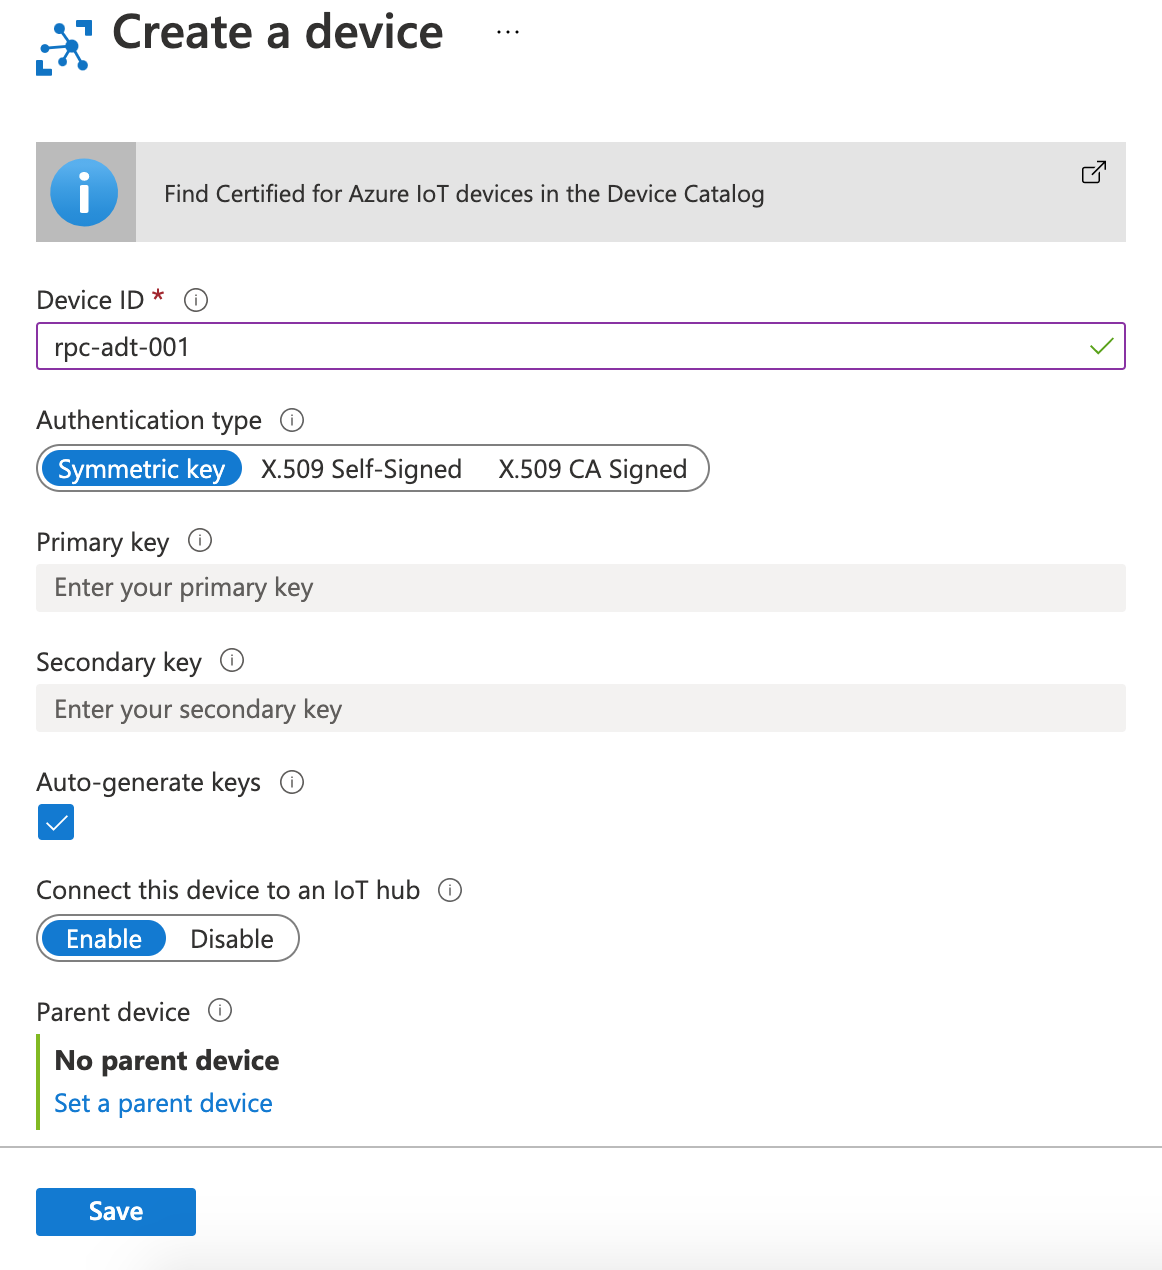 Create a device ...
Find Certified for Azure IoT devices in the Device Catalog
Device ID *
rpc-adt-001
Authentication type
Symmetric key X.509 Self-Signed X.509 CA Signed
Primary key
Enter your primary key
Secondary key
Enter your secondary key
Auto-generate keys
Connect this device to an IoT hub
Enable Disable
Parent device
No parent device
Set a parent device
Save